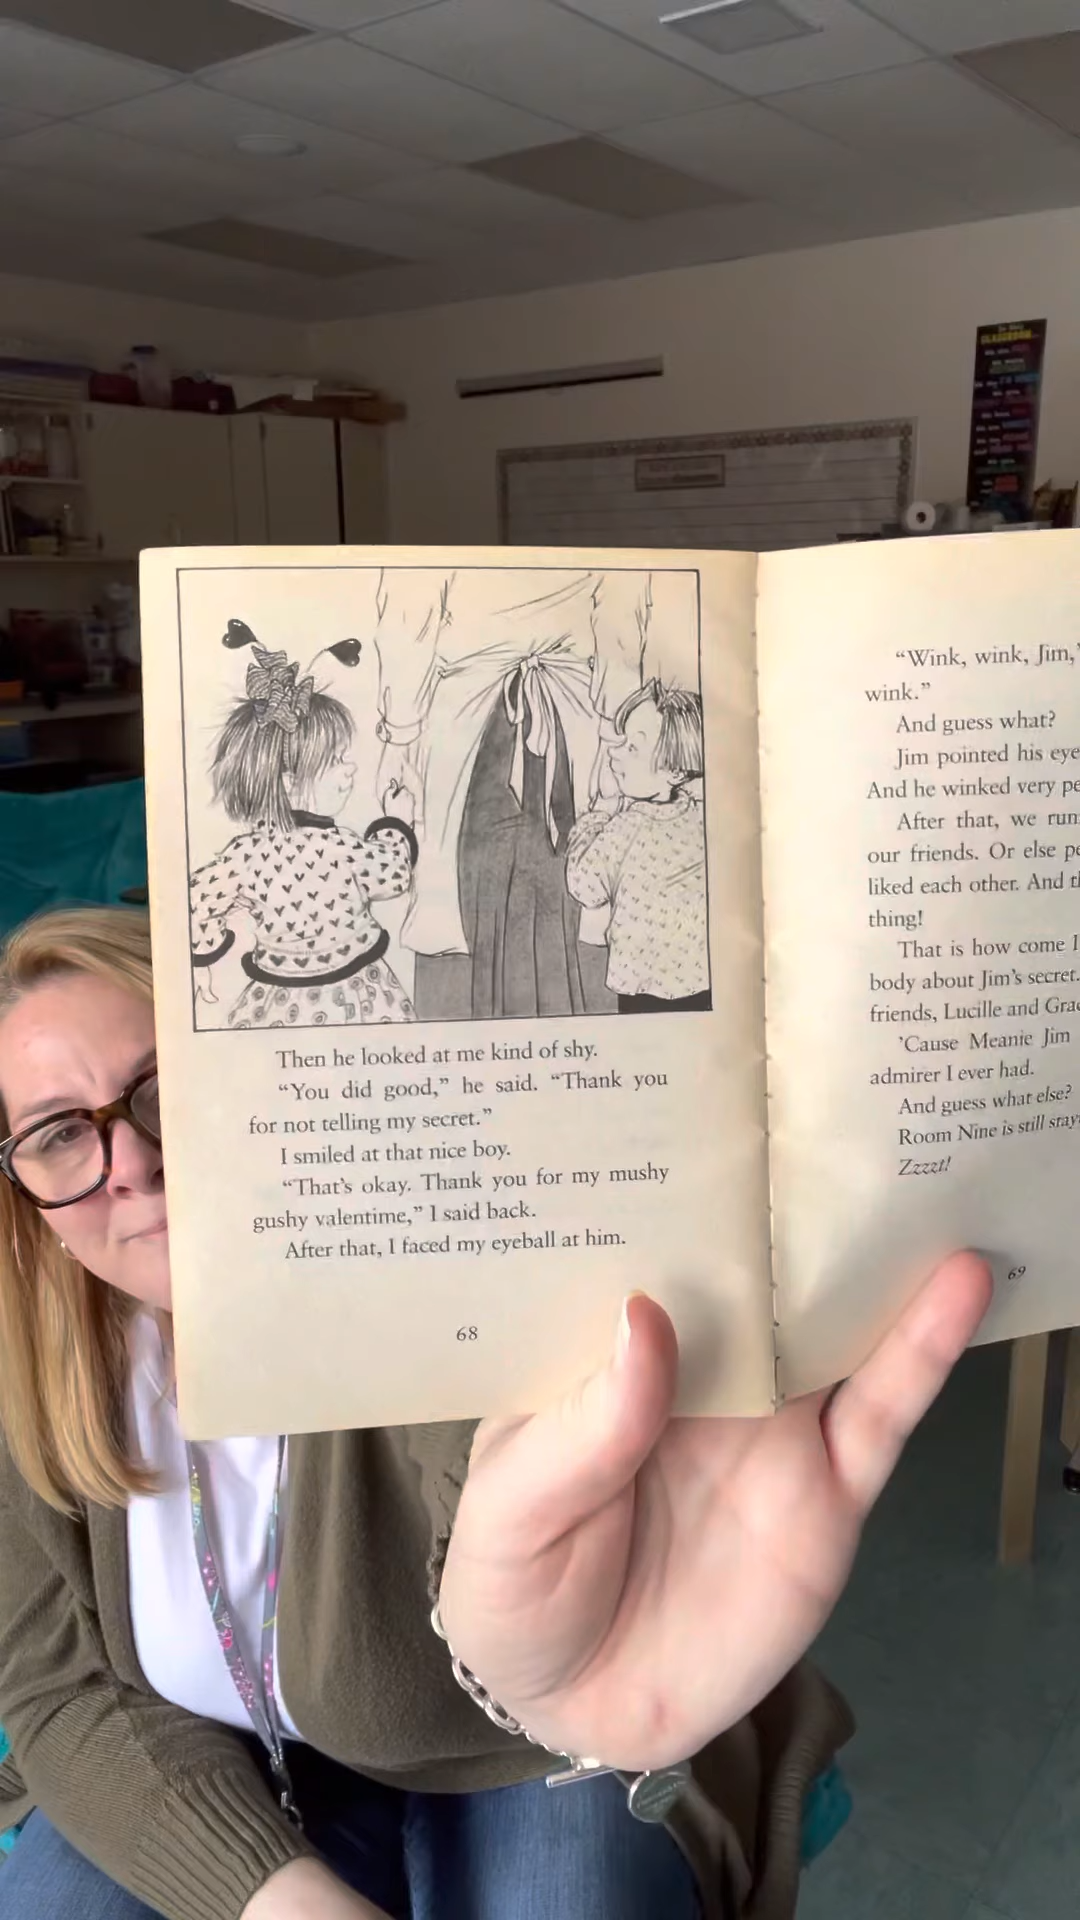 Then he looked at me kind of shy.
“You did good,” he said. “Thank you
for not telling my secret.”
I smiled at that nice boy.
“That’s okay. Thank you for my mushy
gushy valentime,” I said back.
After that, I faced my eyeball at him.
68
“Wink, wink, Jim,
wink.”
And guess what?
Jim pointed his eye
And he winked very
After that, we run
our friends. Or else
liked each other. And
thing!
That is how come I
body about Jim’s secret.
friends, Lucille and
’Cause Meanie Jim
admirer I ever had.
And guess what else?
Room Nine is still
Zzzzt!
69
CLASSROOM